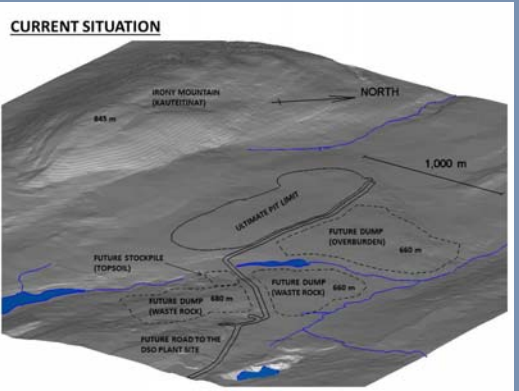 CURRENT SITUATION
IRONY MOUNTAIN
(KAUTEITINAT)
NORTH
845 m
1,000 m
ULTIMATE PIT LIMIT
FUTURE DUMP
(OVERBURDEN)
660 m
FUTURE STOCKPILE
(TOPSOIL)
FUTURE DUMP
(WASTE ROCK)
680 m
FUTURE DUMP
(WASTE ROCK)
660 m
FUTURE ROAD TO THE
DSO PLANT SITE